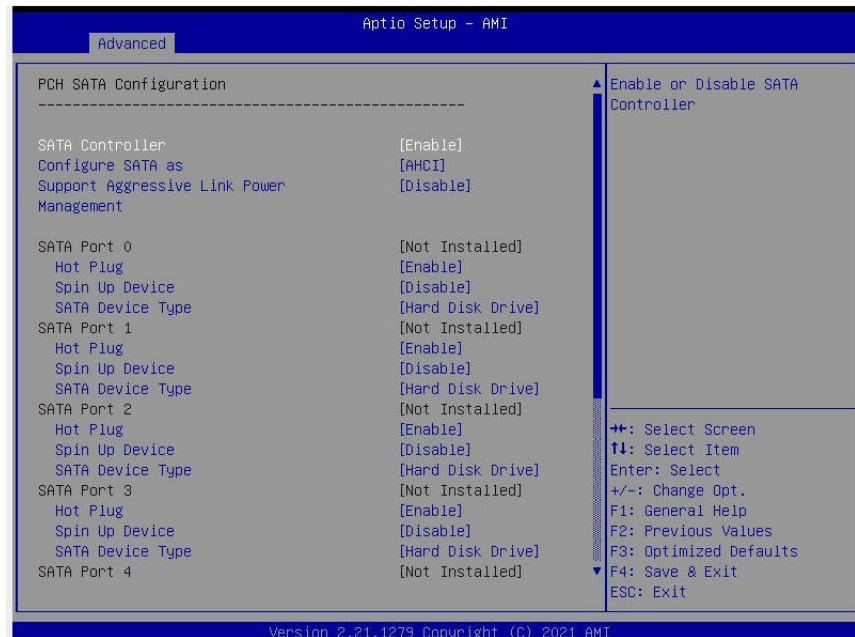 Aptio Setup - AMI
Advanced
PCH SATA Configuration
--------------------------------------------------
SATA Controller [Enable]
Configure SATA as [AHCI]
Support Aggressive Link Power [Disable]
Management
SATA Port 0 [Not Installed]
Hot Plug [Enable]
Spin Up Device [Disable]
SATA Device Type [Hard Disk Drive]
SATA Port 1 [Not Installed]
Hot Plug [Enable]
Spin Up Device [Disable]
SATA Device Type [Hard Disk Drive]
SATA Port 2 [Not Installed]
Hot Plug [Enable]
Spin Up Device [Disable]
SATA Device Type [Hard Disk Drive]
SATA Port 3 [Not Installed]
Hot Plug [Enable]
Spin Up Device [Disable]
SATA Device Type [Hard Disk Drive]
SATA Port 4 [Not Installed]
Enable or Disable SATA
Controller
→←: Select Screen
↑↓: Select Item
Enter: Select
+/-: Change Opt.
F1: General Help
F2: Previous Values
F3: Optimized Defaults
F4: Save & Exit
ESC: Exit
Version 2.21.1279 Copyright (C) 2021 AMI